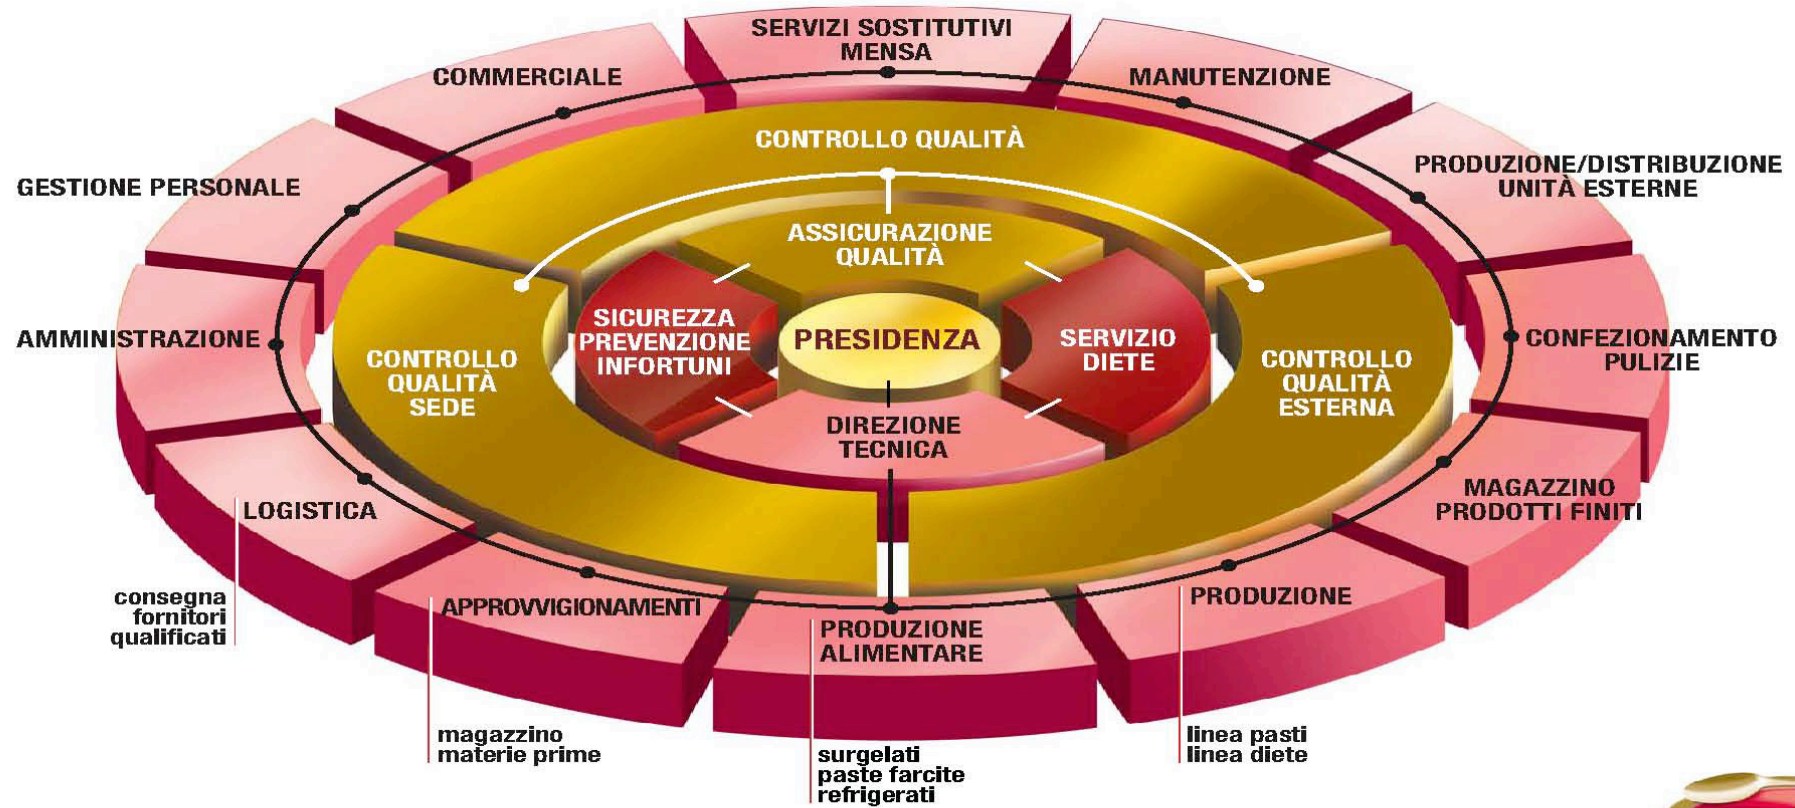 SERVIZI SOSTITUTIVI
MENSA
COMMERCIALE
MANUTENZIONE
CONTROLLO QUALITÀ
PRODUZIONE/DISTRIBUZIONE
UNITÀ ESTERNE
GESTIONE PERSONALE
ASSICURAZIONE
QUALITÀ
SICUREZZA
PREVENZIONE
INFORTUNI
PRESIDENZA
SERVIZIO
DIETE
AMMINISTRAZIONE
CONTROLLO
QUALITÀ
SEDE
CONTROLLO
QUALITÀ
ESTERNA
CONFEZIONAMENTO
PULIZIE
DIREZIONE
TECNICA
LOGISTICA
MAGAZZINO
PRODOTTI FINITI
consegna
fornitori
qualificati
APPROVVIGIONAMENTI
PRODUZIONE
ALIMENTARE
PRODUZIONE
magazzino
materie prime
surgelati
paste farcite
refrigerati
linea pasti
linea diete